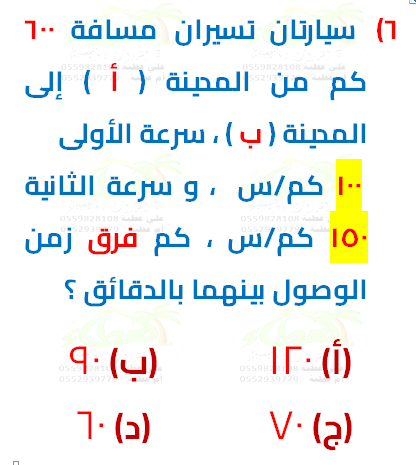 ٦) سيارتان تسيران مسافة ٦٠٠
كم من المدينة ( أ ) إلى
المدينة ( ب ) ، سرعة الأولى
١٠٠ كم/س ، و سرعة الثانية
١٥٠ كم/س ، كم فرق زمن
الوصول بينهما بالدقائق ؟
(أ) ١٢٠ (ب) ٩٠
(ج) ٧٠ (د) ٦٠